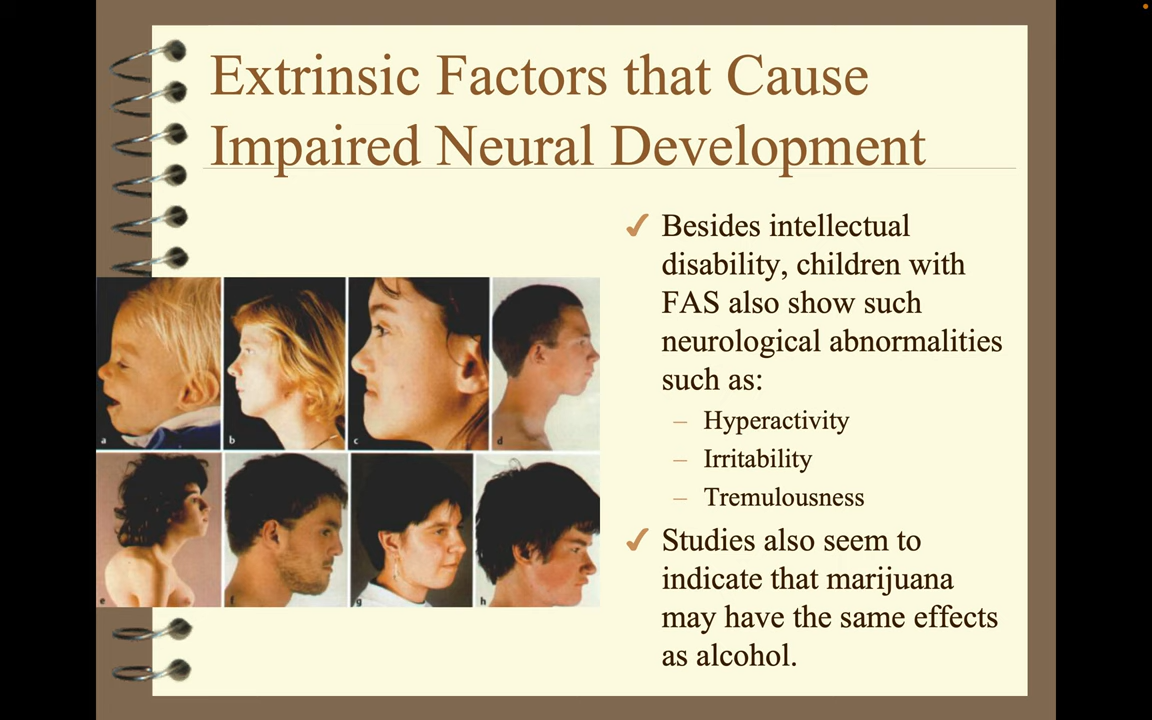 Extrinsic Factors that Cause
Impaired Neural Development
✓ Besides intellectual
disability, children with
FAS also show such
neurological abnormalities
such as:
– Hyperactivity
– Irritability
– Tremulousness
✓ Studies also seem to
indicate that marijuana
may have the same effects
as alcohol.
a b c d
e f g h